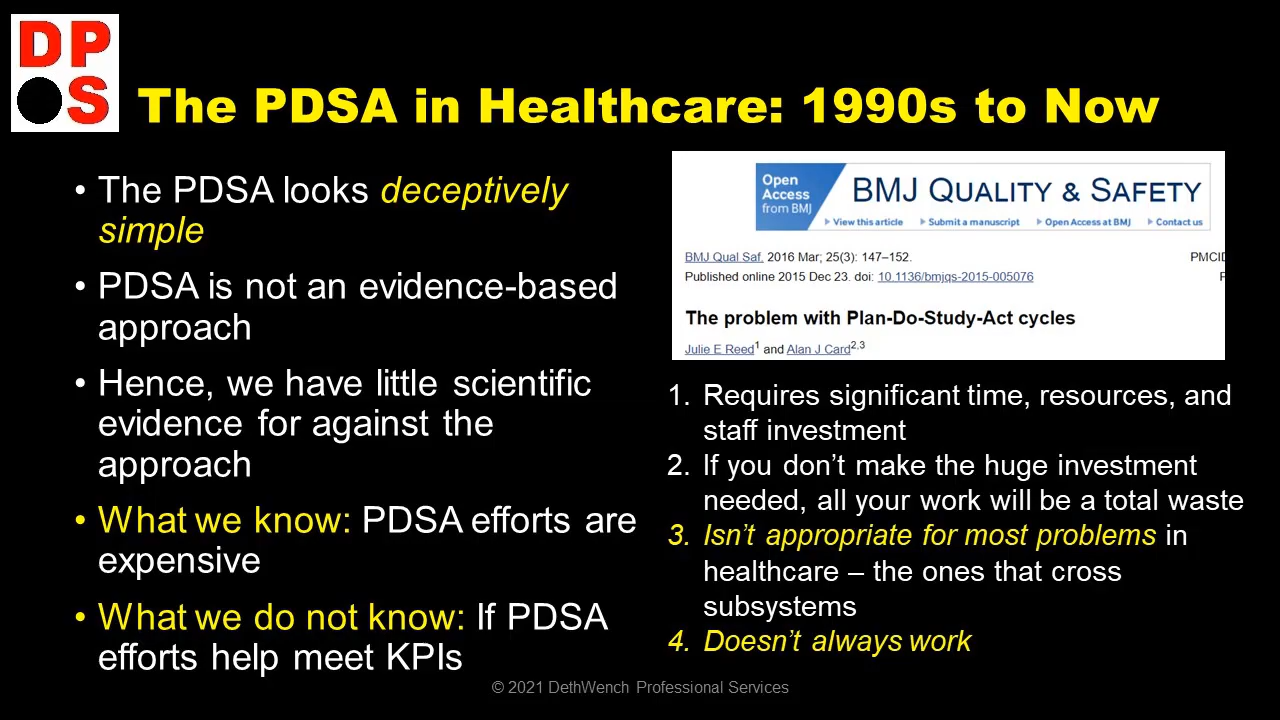 DP
S
The PDSA in Healthcare: 1990s to Now
• The PDSA looks deceptively
simple
• PDSA is not an evidence-based
approach
• Hence, we have little scientific
evidence for against the
approach
• What we know: PDSA efforts are
expensive
• What we do not know: If PDSA
efforts help meet KPIs
Open
Access
from BMJ
BMJ QUALITY & SAFETY
View this article
Submit a manuscript
Open Access at BMJ
Contact us
BMJ Qual Saf. 2016 Mar; 25(3): 147–152.
PMCID
Published online 2015 Dec 23. doi: 10.1136/bmjqs-2015-005076
The problem with Plan-Do-Study-Act cycles
Julie E Reed1 and Alan J Card2,3
1. Requires significant time, resources, and
staff investment
2. If you don’t make the huge investment
needed, all your work will be a total waste
3. Isn’t appropriate for most problems in
healthcare – the ones that cross
subsystems
4. Doesn’t always work
© 2021 DethWench Professional Services